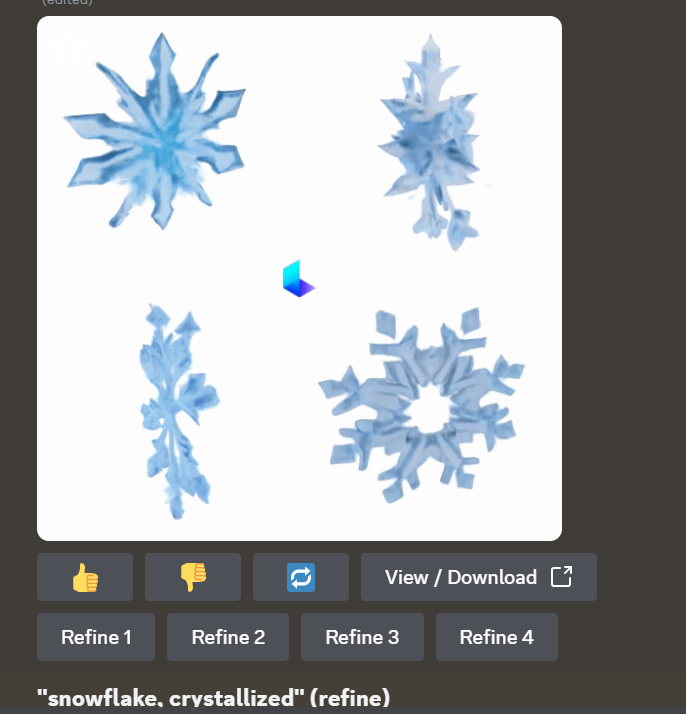 (edited)
👍 👎 🔁 View / Download
Refine 1 Refine 2 Refine 3 Refine 4
"snowflake, crystallized" (refine)